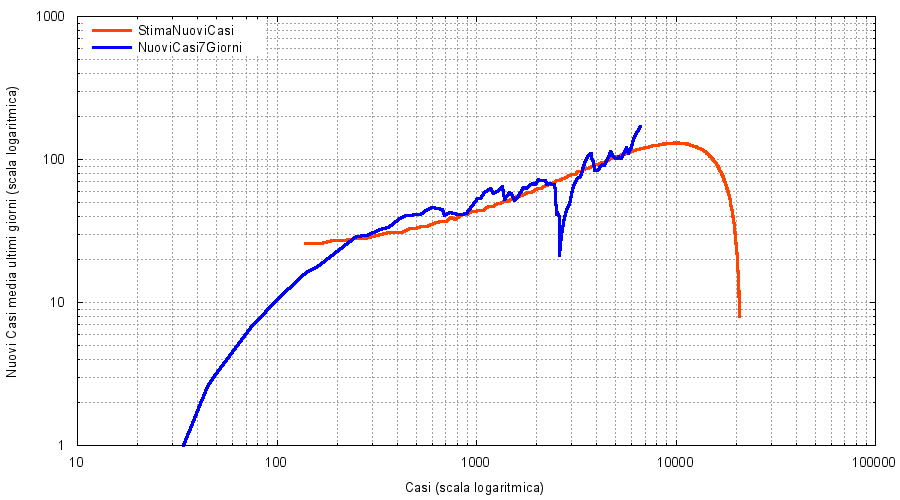 1000
StimaNuoviCasi
NuoviCasi7Giorni
100
10
1
10
100
1000
10000
100000
Nuovi Casi media ultimi giorni (scala logaritmica)
Casi (scala logaritmica)